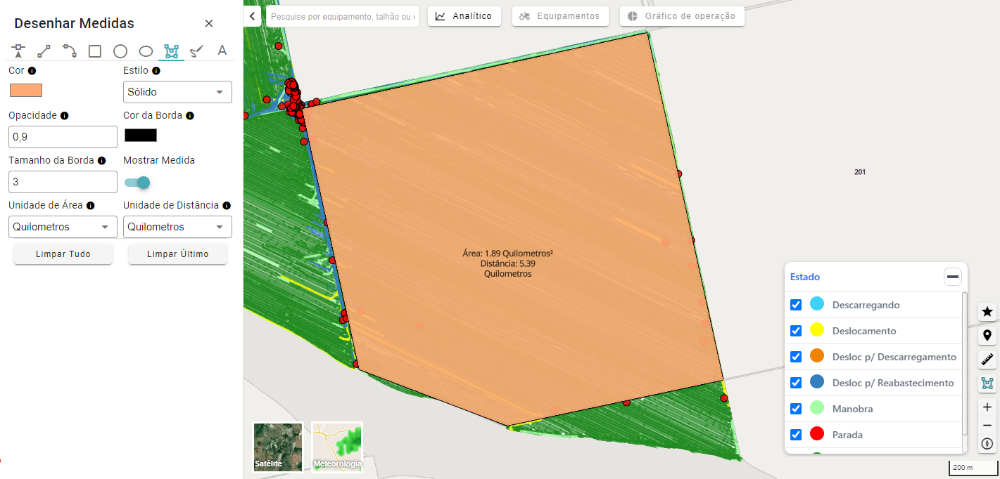 Desenhar Medidas
Pesquise por equipamento, talhão ou
Analítico
Equipamentos
Gráfico de operação
A
Cor
Estilo
Sólido
Opacidade
Cor da Borda
0,9
Tamanho da Borda
Mostrar Medida
3
Unidade de Área
Unidade de Distância
Quilometros
Quilometros
Limpar Tudo
Limpar Último
201
Área: 1.89 Quilometros²
Distância: 5.39
Quilometros
Estado
Descarregando
Deslocamento
Desloc p/ Descarregamento
Desloc p/ Reabastecimento
Manobra
Parada
Satélite
Meteorologia
200 m